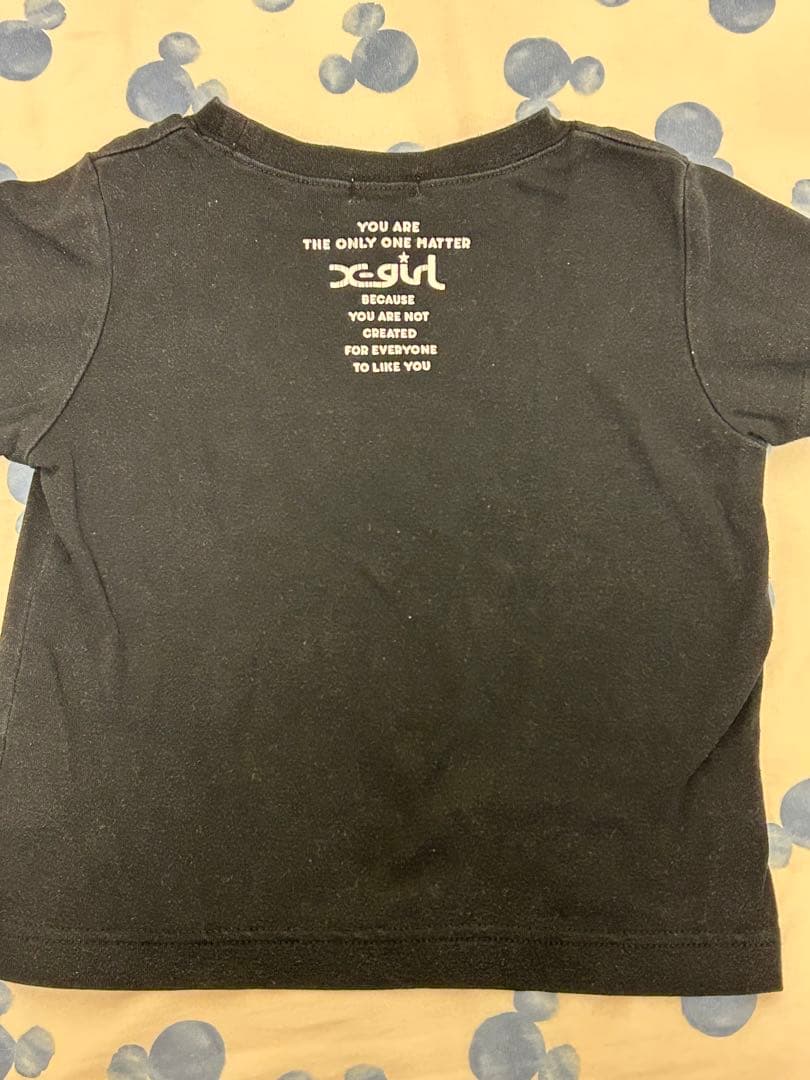 YOU ARE
THE ONLY ONE MATTER
X-girl
BECAUSE
YOU ARE NOT
CREATED
FOR EVERYONE
TO LIKE YOU